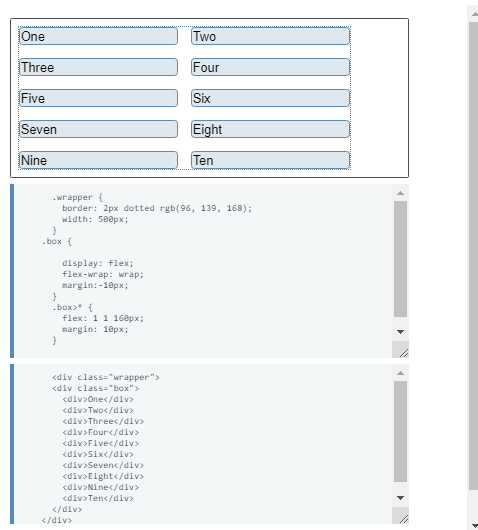 One Two
Three Four
Five Six
Seven Eight
Nine Ten
.wrapper {
border: 2px dotted rgb(96, 139, 168);
width: 500px;
}
.box {
display: flex;
flex-wrap: wrap;
margin:-10px;
}
.box>* {
flex: 1 1 160px;
margin: 10px;
}
<div class="wrapper">
<div class="box">
<div>One</div>
<div>Two</div>
<div>Three</div>
<div>Four</div>
<div>Five</div>
<div>Six</div>
<div>Seven</div>
<div>Eight</div>
<div>Nine</div>
<div>Ten</div>
</div>
</div>